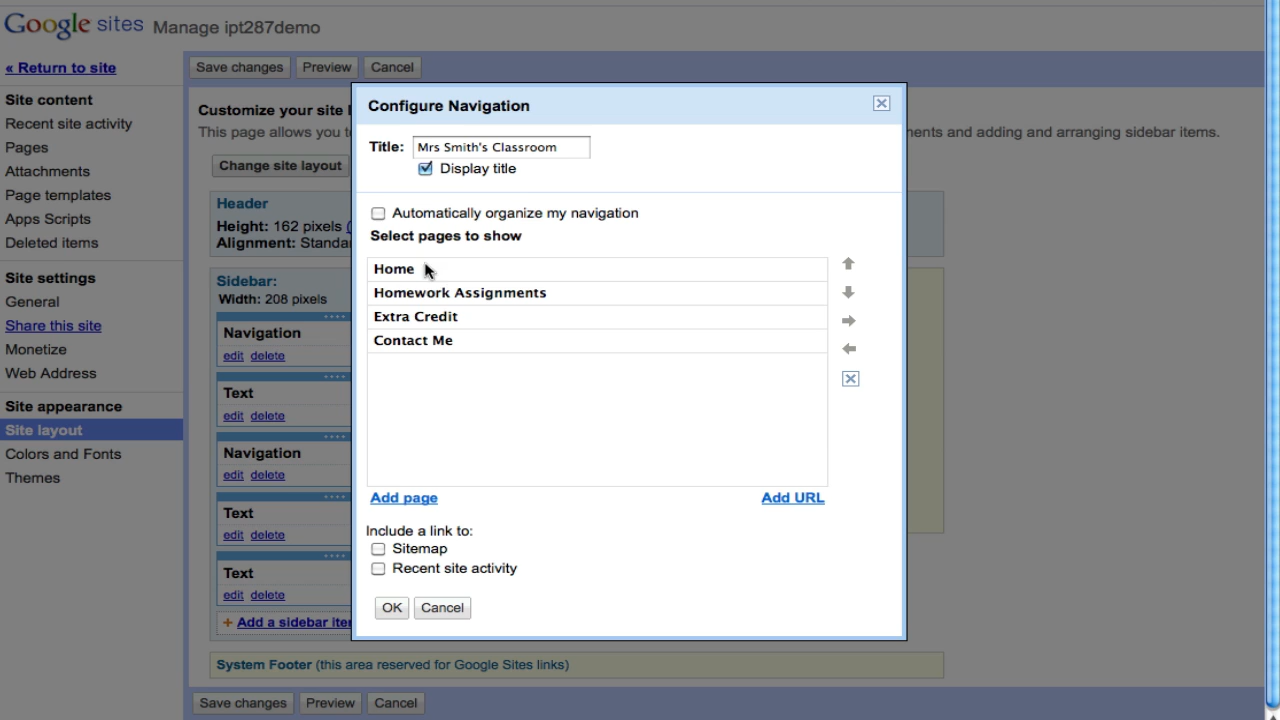 Google sites Manage ipt287demo
« Return to site
Save changes Preview Cancel
Site content
Recent site activity
Pages
Attachments
Page templates
Apps Scripts
Deleted items
Site settings
General
Share this site
Monetize
Web Address
Site appearance
Site layout
Colors and Fonts
Themes
Customize your site l
This page allows you t
nents and adding and arranging sidebar items.
Change site layout
Header
Height: 162 pixels (
Alignment: Standa
Sidebar:
Width: 208 pixels
Navigation
edit delete
Text
edit delete
Navigation
edit delete
Text
edit delete
Text
edit delete
+ Add a sidebar ite
System Footer (this area reserved for Google Sites links)
Save changes Preview Cancel
Configure Navigation
Title: Mrs Smith's Classroom
Display title
Automatically organize my navigation
Select pages to show
Home
Homework Assignments
Extra Credit
Contact Me
Add page Add URL
Include a link to:
Sitemap
Recent site activity
OK Cancel